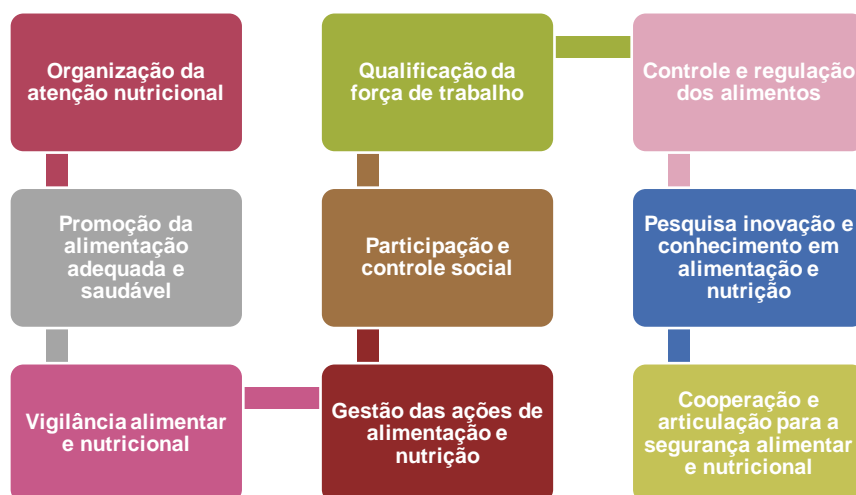 Organização da
atenção nutricional
Promoção da
alimentação
adequada e
saudável
Vigilância alimentar
e nutricional
Gestão das ações de
alimentação e
nutrição
Participação e
controle social
Qualificação da
força de trabalho
Controle e regulação
dos alimentos
Pesquisa inovação e
conhecimento em
alimentação e
nutrição
Cooperação e
articulação para a
segurança alimentar
e nutricional